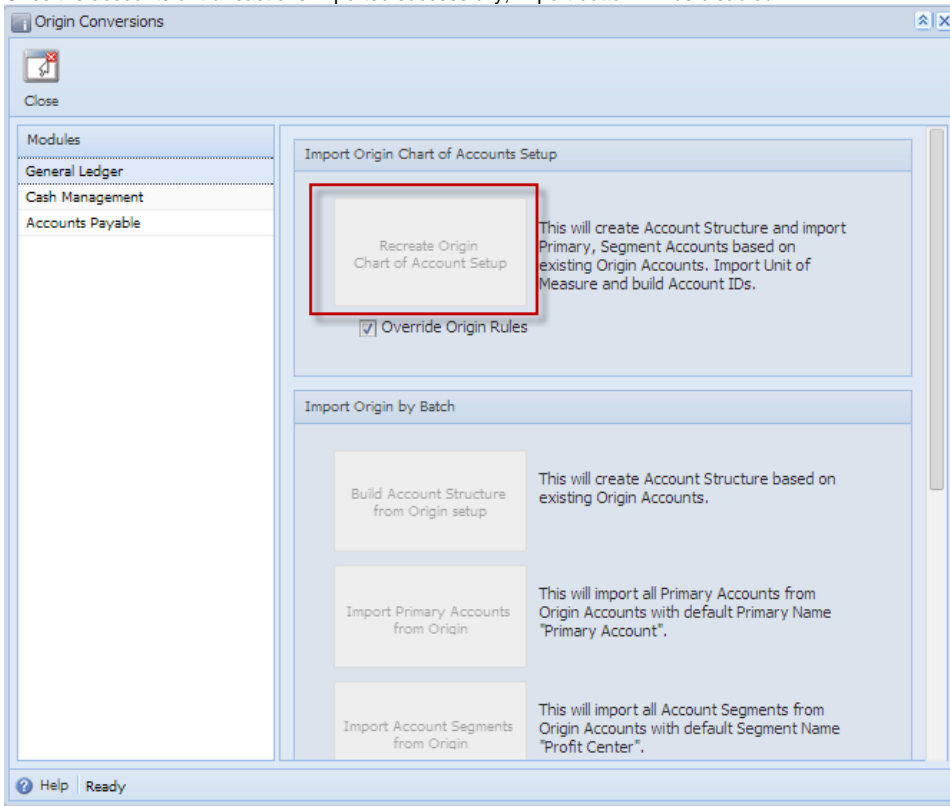 Origin Conversions
Close
Modules
General Ledger
Cash Management
Accounts Payable
Import Origin Chart of Accounts Setup
Recreate Origin
Chart of Account Setup
This will create Account Structure and import
Primary, Segment Accounts based on
existing Origin Accounts. Import Unit of
Measure and build Account IDs.
Override Origin Rules
Import Origin by Batch
Build Account Structure
from Origin setup
This will create Account Structure based on
existing Origin Accounts.
Import Primary Accounts
from Origin
This will import all Primary Accounts from
Origin Accounts with default Primary Name
"Primary Account".
Import Account Segments
from Origin
This will import all Account Segments from
Origin Accounts with default Segment Name
"Profit Center".
Help Ready